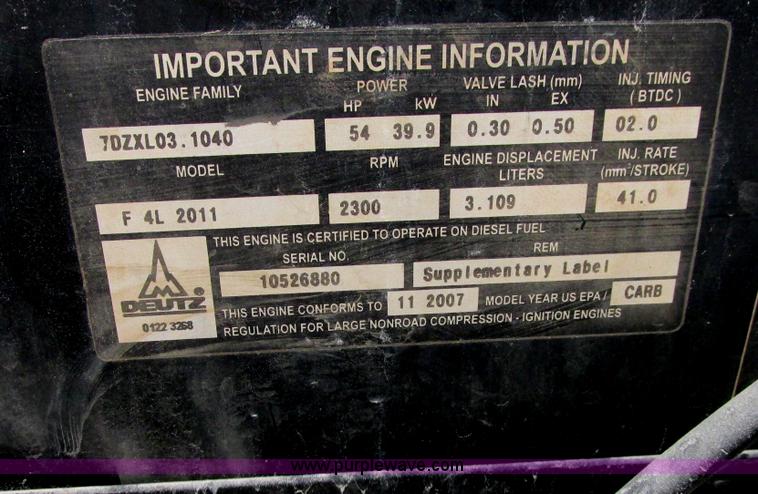 IMPORTANT ENGINE INFORMATION
ENGINE FAMILY POWER VALVE LASH (mm) INJ. TIMING
HP kW IN EX (BTDC)
7DZXL03.1040 54 39.9 0.30 0.50 02.0
MODEL RPM ENGINE DISPLACEMENT LITERS INJ. RATE (mm³/STROKE)
F 4L 2011 2300 3.109 41.0
THIS ENGINE IS CERTIFIED TO OPERATE ON DIESEL FUEL
SERIAL NO. REM
10526880 Supplementary Label
DEUTZ®
0122 3268
THIS ENGINE CONFORMS TO 11 2007 MODEL YEAR US EPA / CARB
REGULATION FOR LARGE NONROAD COMPRESSION - IGNITION ENGINES
www.purplewave.com